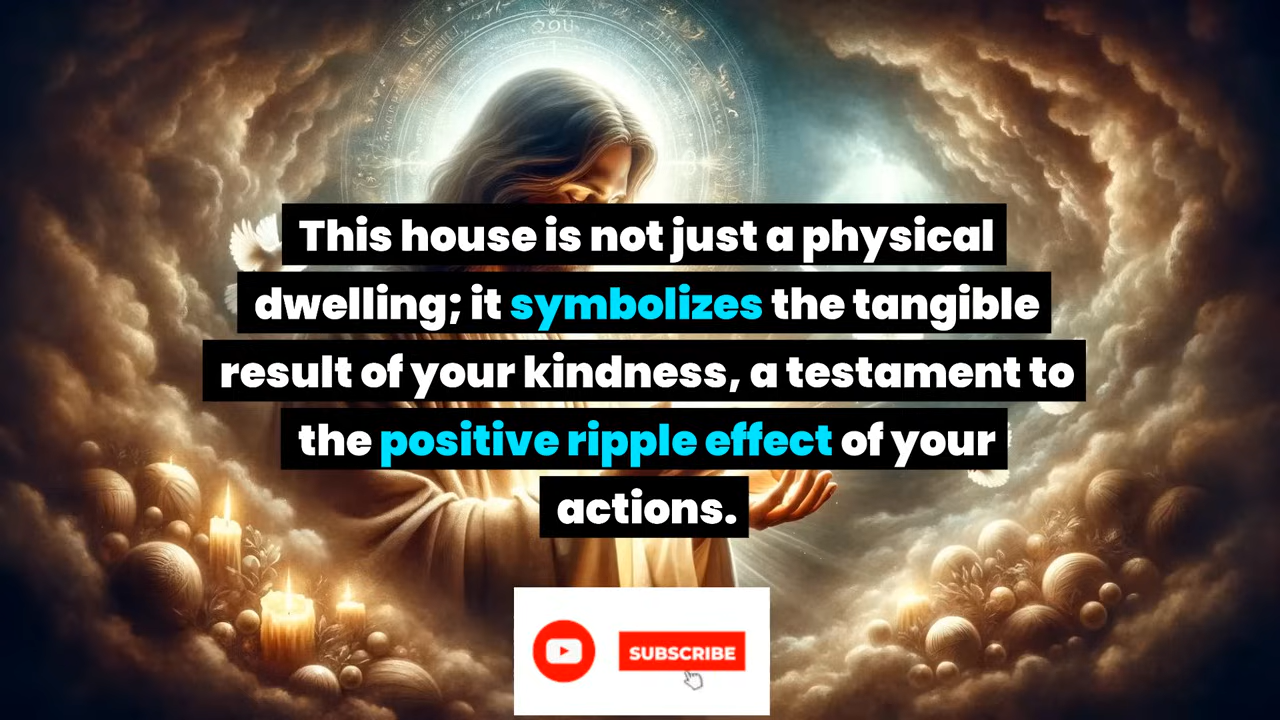 This house is not just a physical
dwelling; it symbolizes the tangible
result of your kindness, a testament to
the positive ripple effect of your
actions.
SUBSCRIBE